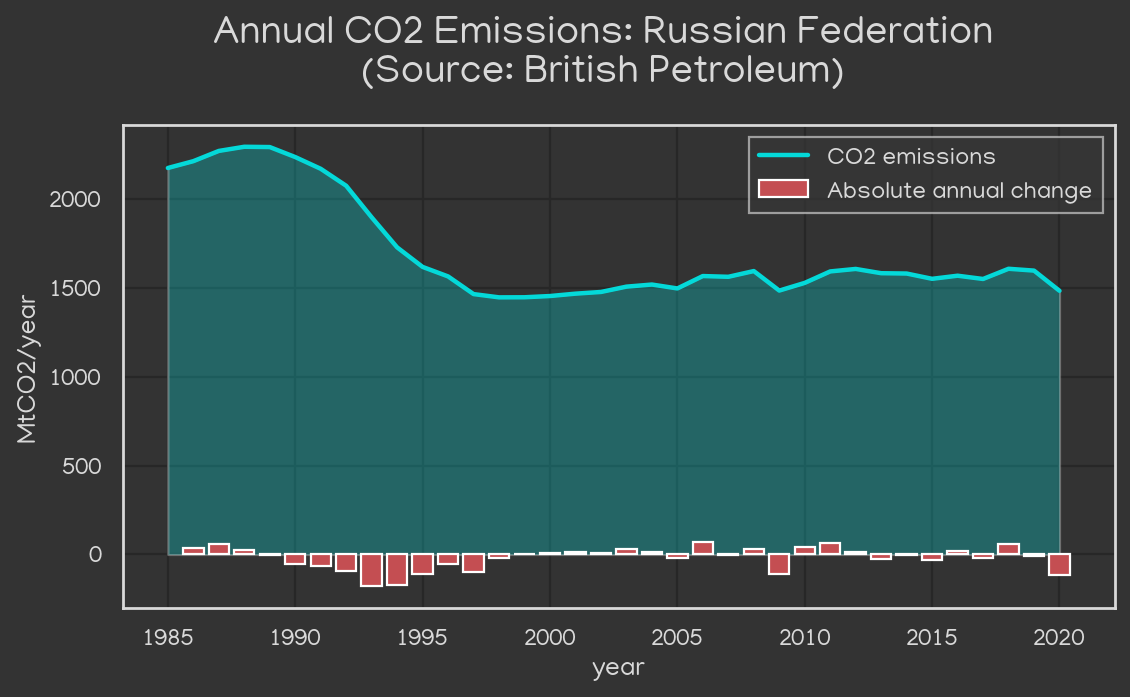 Annual CO2 Emissions: Russian Federation
(Source: British Petroleum)
CO2 emissions
Absolute annual change
MtCO2/year
2000
1500
1000
500
0
1985 1990 1995 2000 2005 2010 2015 2020
year